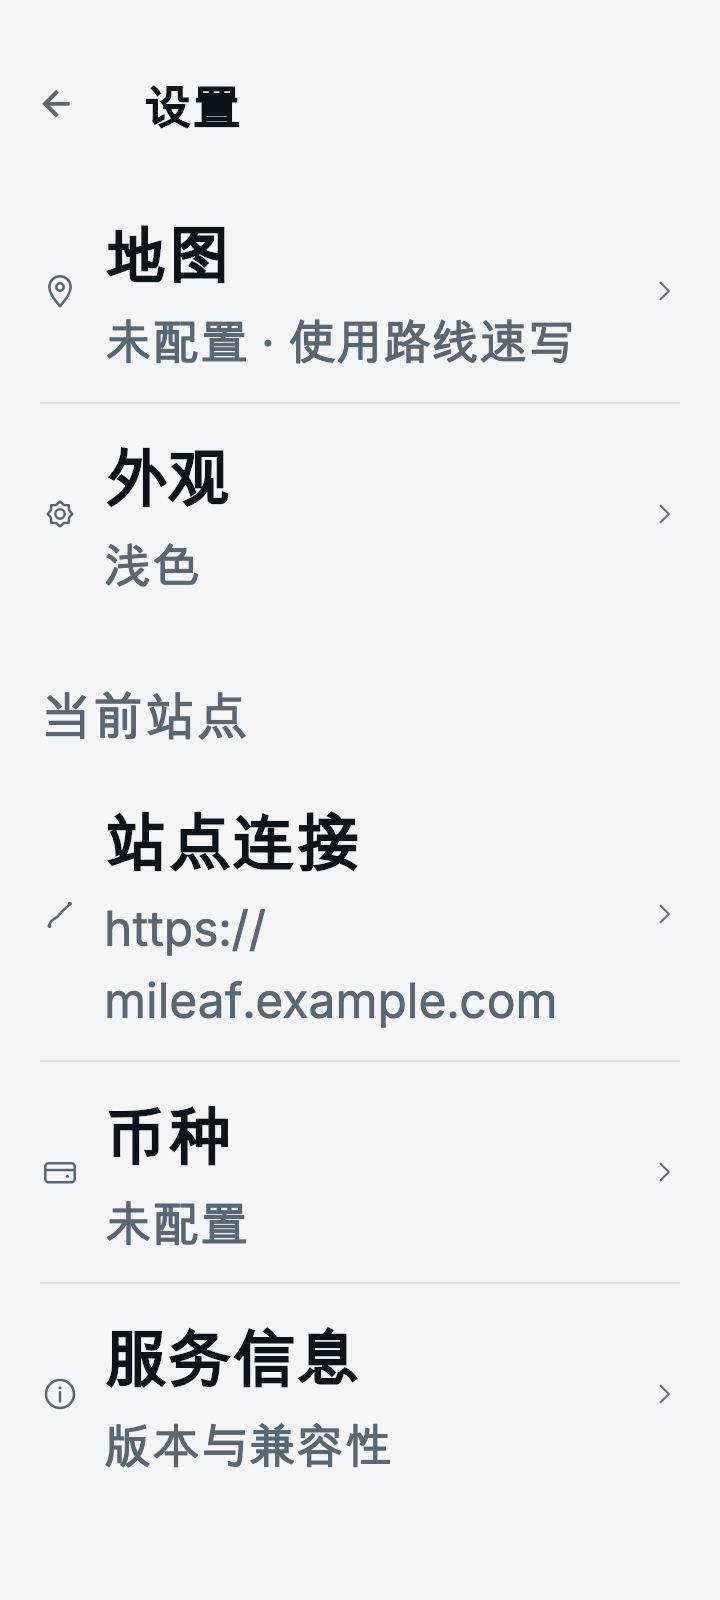 设置
地图
未配置 · 使用路线速写
外观
浅色
当前站点
站点连接
https://
mileaf.example.com
币种
未配置
服务信息
版本与兼容性